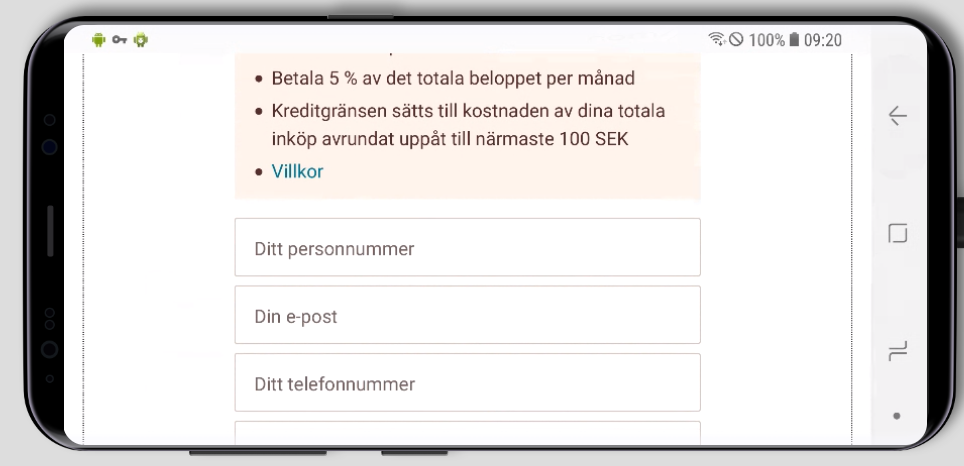 100% 09:20
Betala 5 % av det totala beloppet per månad
Kreditgränsen sätts till kostnaden av dina totala
inköp avrundat uppåt till närmaste 100 SEK
Villkor
Ditt personnummer
Din e-post
Ditt telefonnummer